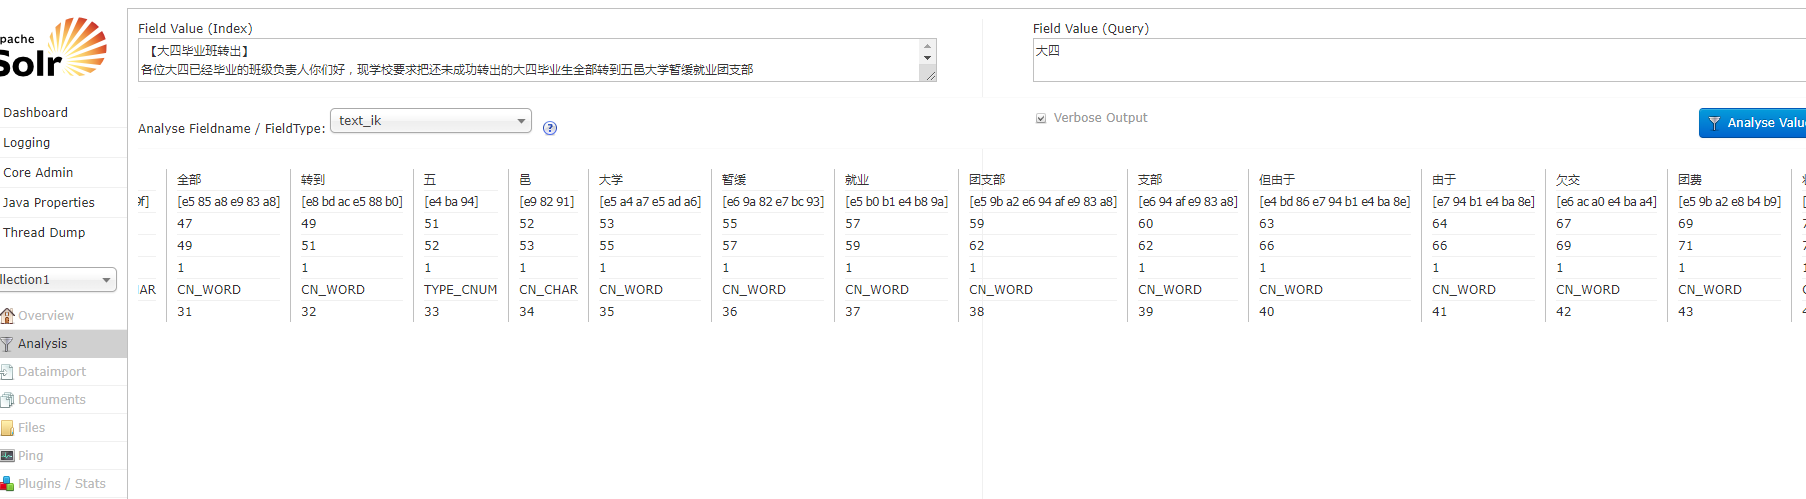 pache
Solr
Dashboard
Logging
Core Admin
Java Properties
Thread Dump
llection1
Overview
Analysis
Dataimport
Documents
Files
Ping
Plugins / Stats
Field Value (Index)
【大四毕业班转出】
各位大四已经毕业的班级负责人你们好，现学校要求把还未成功转出的大四毕业生全部转到五邑大学暂缓就业团支部
Field Value (Query)
大四
Analyse Fieldname / FieldType: text_ik ?
Verbose Output
Analyse Valu
全部 转到 五 邑 大学 暂缓 就业 团支部 支部 但由于 由于 欠交 团费
9f] [e5 85 a8 e9 83 a8] [e8 bd ac e5 88 b0] [e4 ba 94] [e9 82 91] [e5 a4 a7 e5 ad a6] [e6 9a 82 e7 bc 93] [e5 b0 b1 e4 b8 9a] [e5 9b a2 e6 94 af e9 83 a8] [e6 94 af e9 83 a8] [e4 bd 86 e7 94 b1 e4 ba 8e] [e7 94 b1 e4 ba 8e] [e6 ac a0 e4 ba a4] [e5 9b a2 e8 b4 b9] [
47 49 51 52 53 55 57 59 60 63 64 67 69 7
49 51 52 53 55 57 59 62 62 66 66 69 71 7
1 1 1 1 1 1 1 1 1 1 1 1 1 1
AR CN_WORD CN_WORD TYPE_CNUM CN_CHAR CN_WORD CN_WORD CN_WORD CN_WORD CN_WORD CN_WORD CN_WORD CN_WORD CN_WORD C
31 32 33 34 35 36 37 38 39 40 41 42 43 4